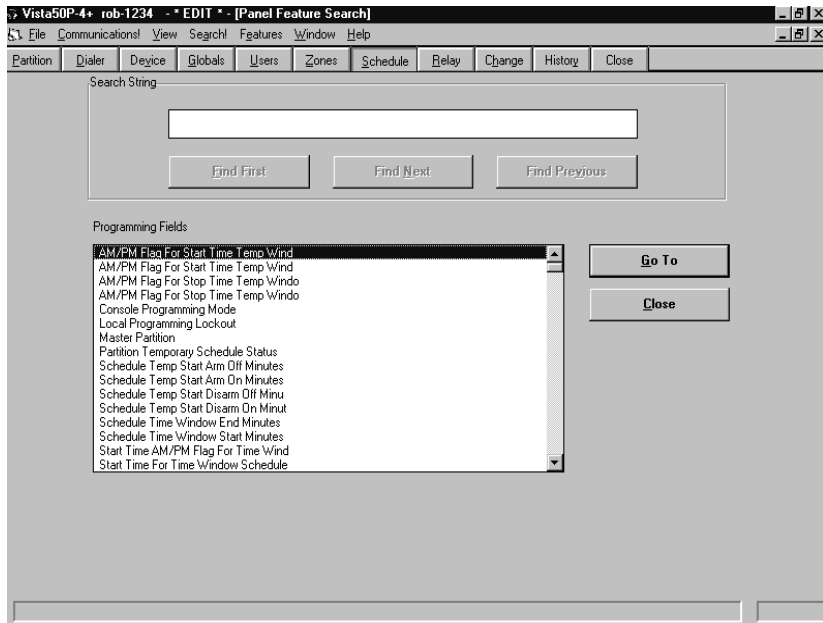 Vista50P-4+ rob-1234 - * EDIT * - [Panel Feature Search]
File Communications! View Search! Features Window Help
Partition Dialer Device Globals Users Zones Schedule Relay Change History Close
Search String
Find First Find Next Find Previous
Programming Fields
AM/PM Flag For Start Time Temp Wind
AM/PM Flag For Start Time Temp Wind
AM/PM Flag For Stop Time Temp Windo
AM/PM Flag For Stop Time Temp Windo
Console Programming Mode
Local Programming Lockout
Master Partition
Partition Temporary Schedule Status
Schedule Temp Start Arm Off Minutes
Schedule Temp Start Arm On Minutes
Schedule Temp Start Disarm Off Minu
Schedule Temp Start Disarm On Minut
Schedule Time Window End Minutes
Schedule Time Window Start Minutes
Start Time AM/PM Flag For Time Wind
Start Time For Time Window Schedule
Go To
Close